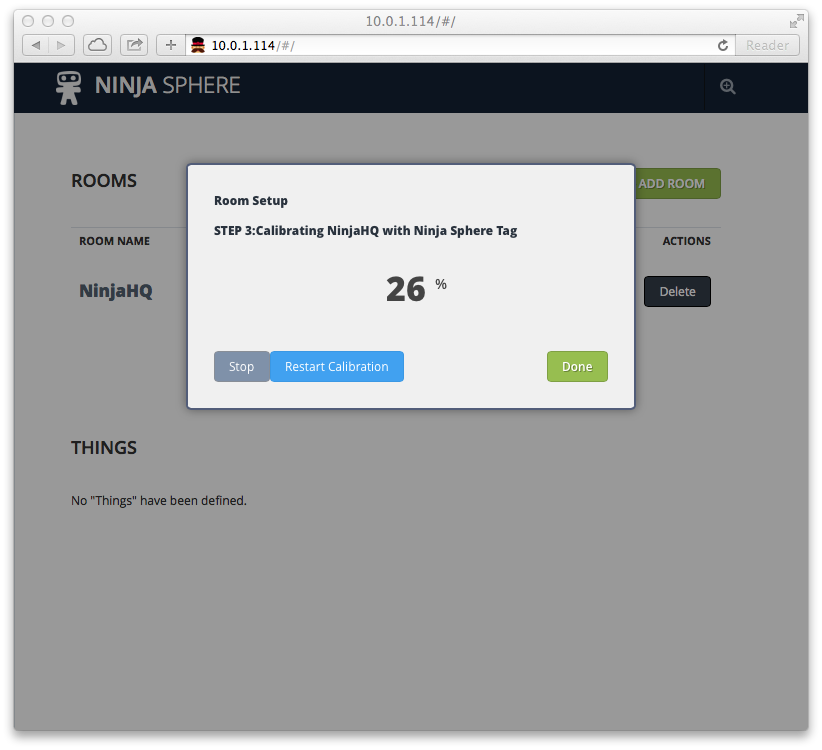 10.0.1.114/#/
10.0.1.114/#/
Reader
NINJA SPHERE
ROOMS
ADD ROOM
ROOM NAME
ACTIONS
NinjaHQ
Delete
Room Setup
STEP 3:Calibrating NinjaHQ with Ninja Sphere Tag
26 %
Stop
Restart Calibration
Done
THINGS
No "Things" have been defined.